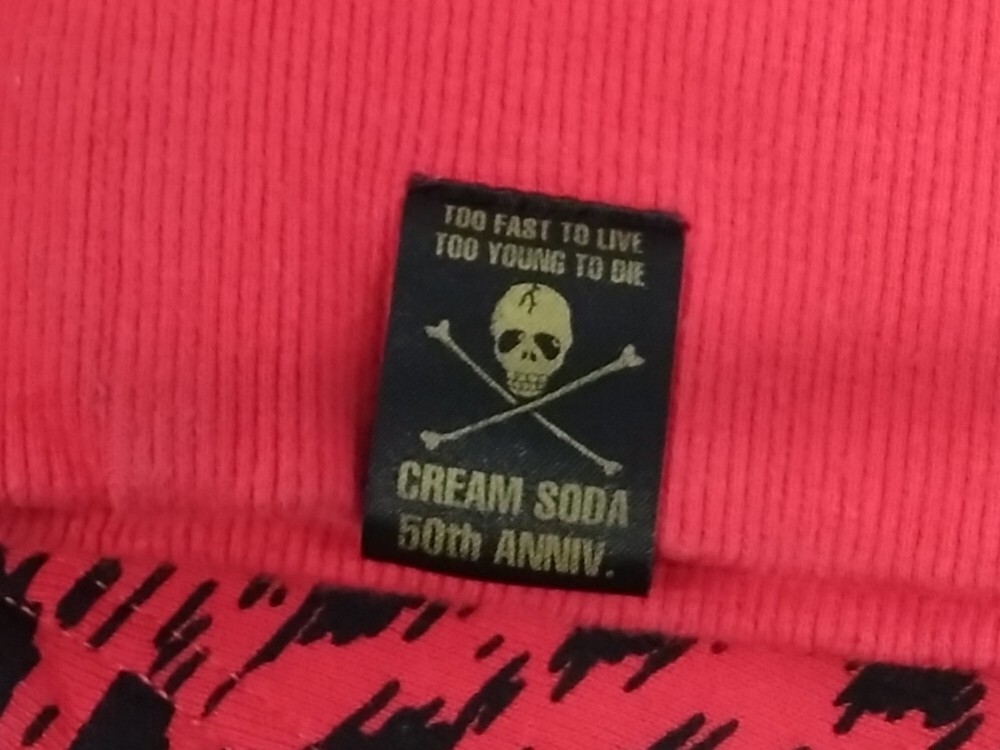 TOO FAST TO LIVE
TOO YOUNG TO DIE
CREAM SODA
50th ANNIV.